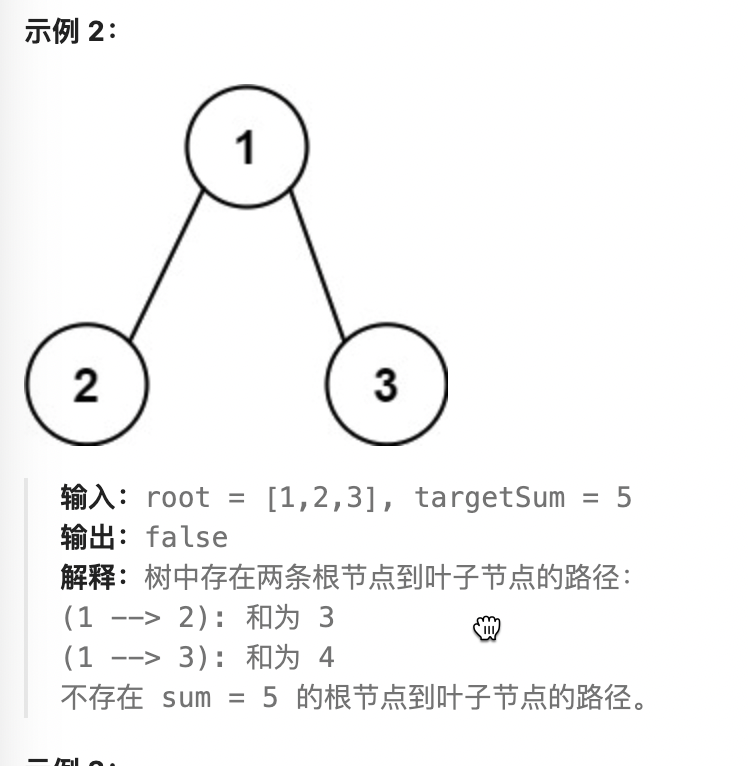 示例 2：
1
2
3
输入：root = [1,2,3], targetSum = 5
输出：false
解释：树中存在两条根节点到叶子节点的路径：
(1 --> 2): 和为 3
(1 --> 3): 和为 4
不存在 sum = 5 的根节点到叶子节点的路径。